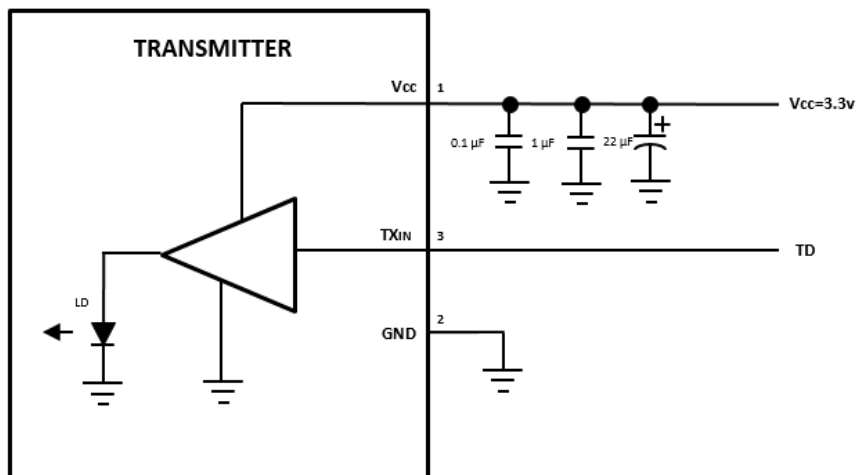 TRANSMITTER
Vcc 1
Vcc=3.3v
0.1 µF 1 µF 22 µF +
TXIN 3
TD
LD
2
GND